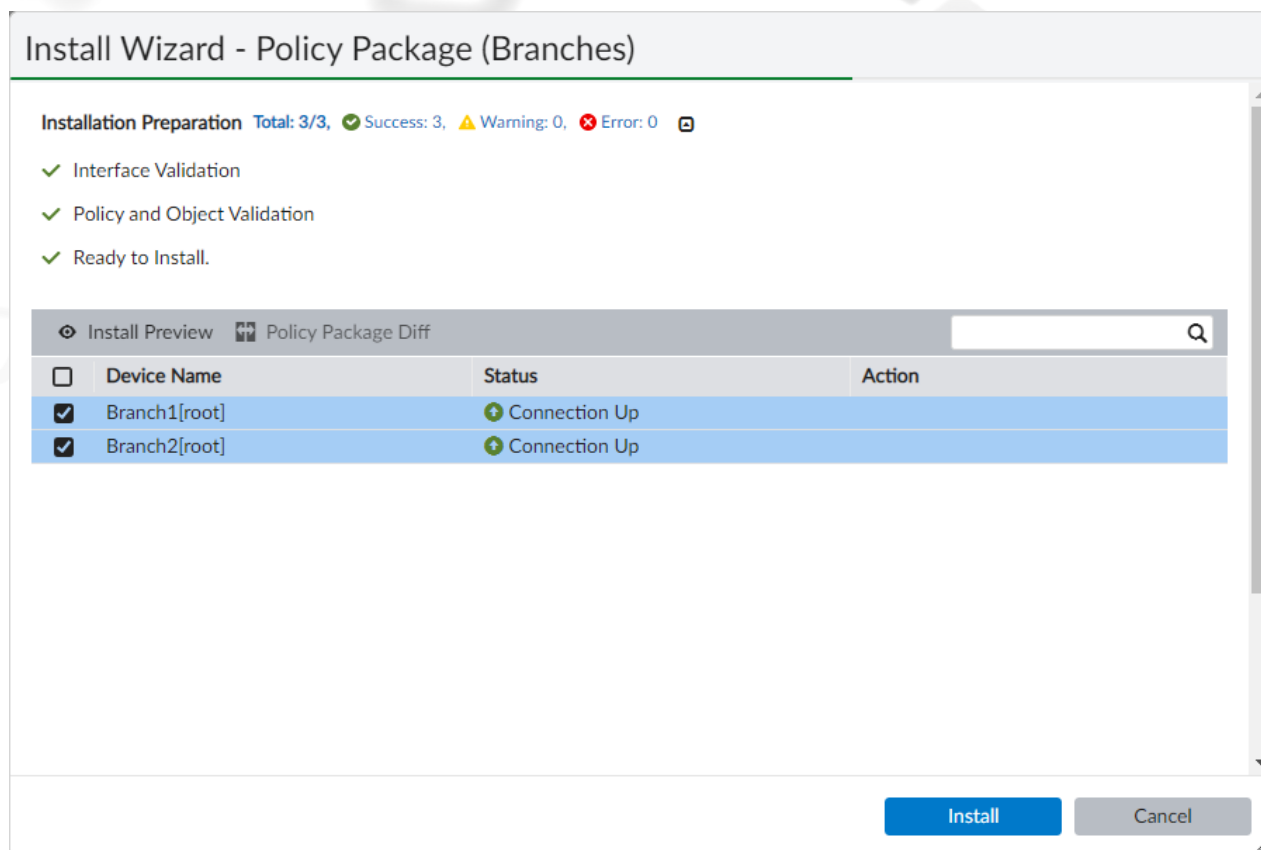 Install Wizard - Policy Package (Branches)
Installation Preparation Total: 3/3, Success: 3, Warning: 0, Error: 0
Interface Validation
Policy and Object Validation
Ready to Install.
Install Preview Policy Package Diff
Device Name Status Action
Branch1[root] Connection Up
Branch2[root] Connection Up
Install Cancel